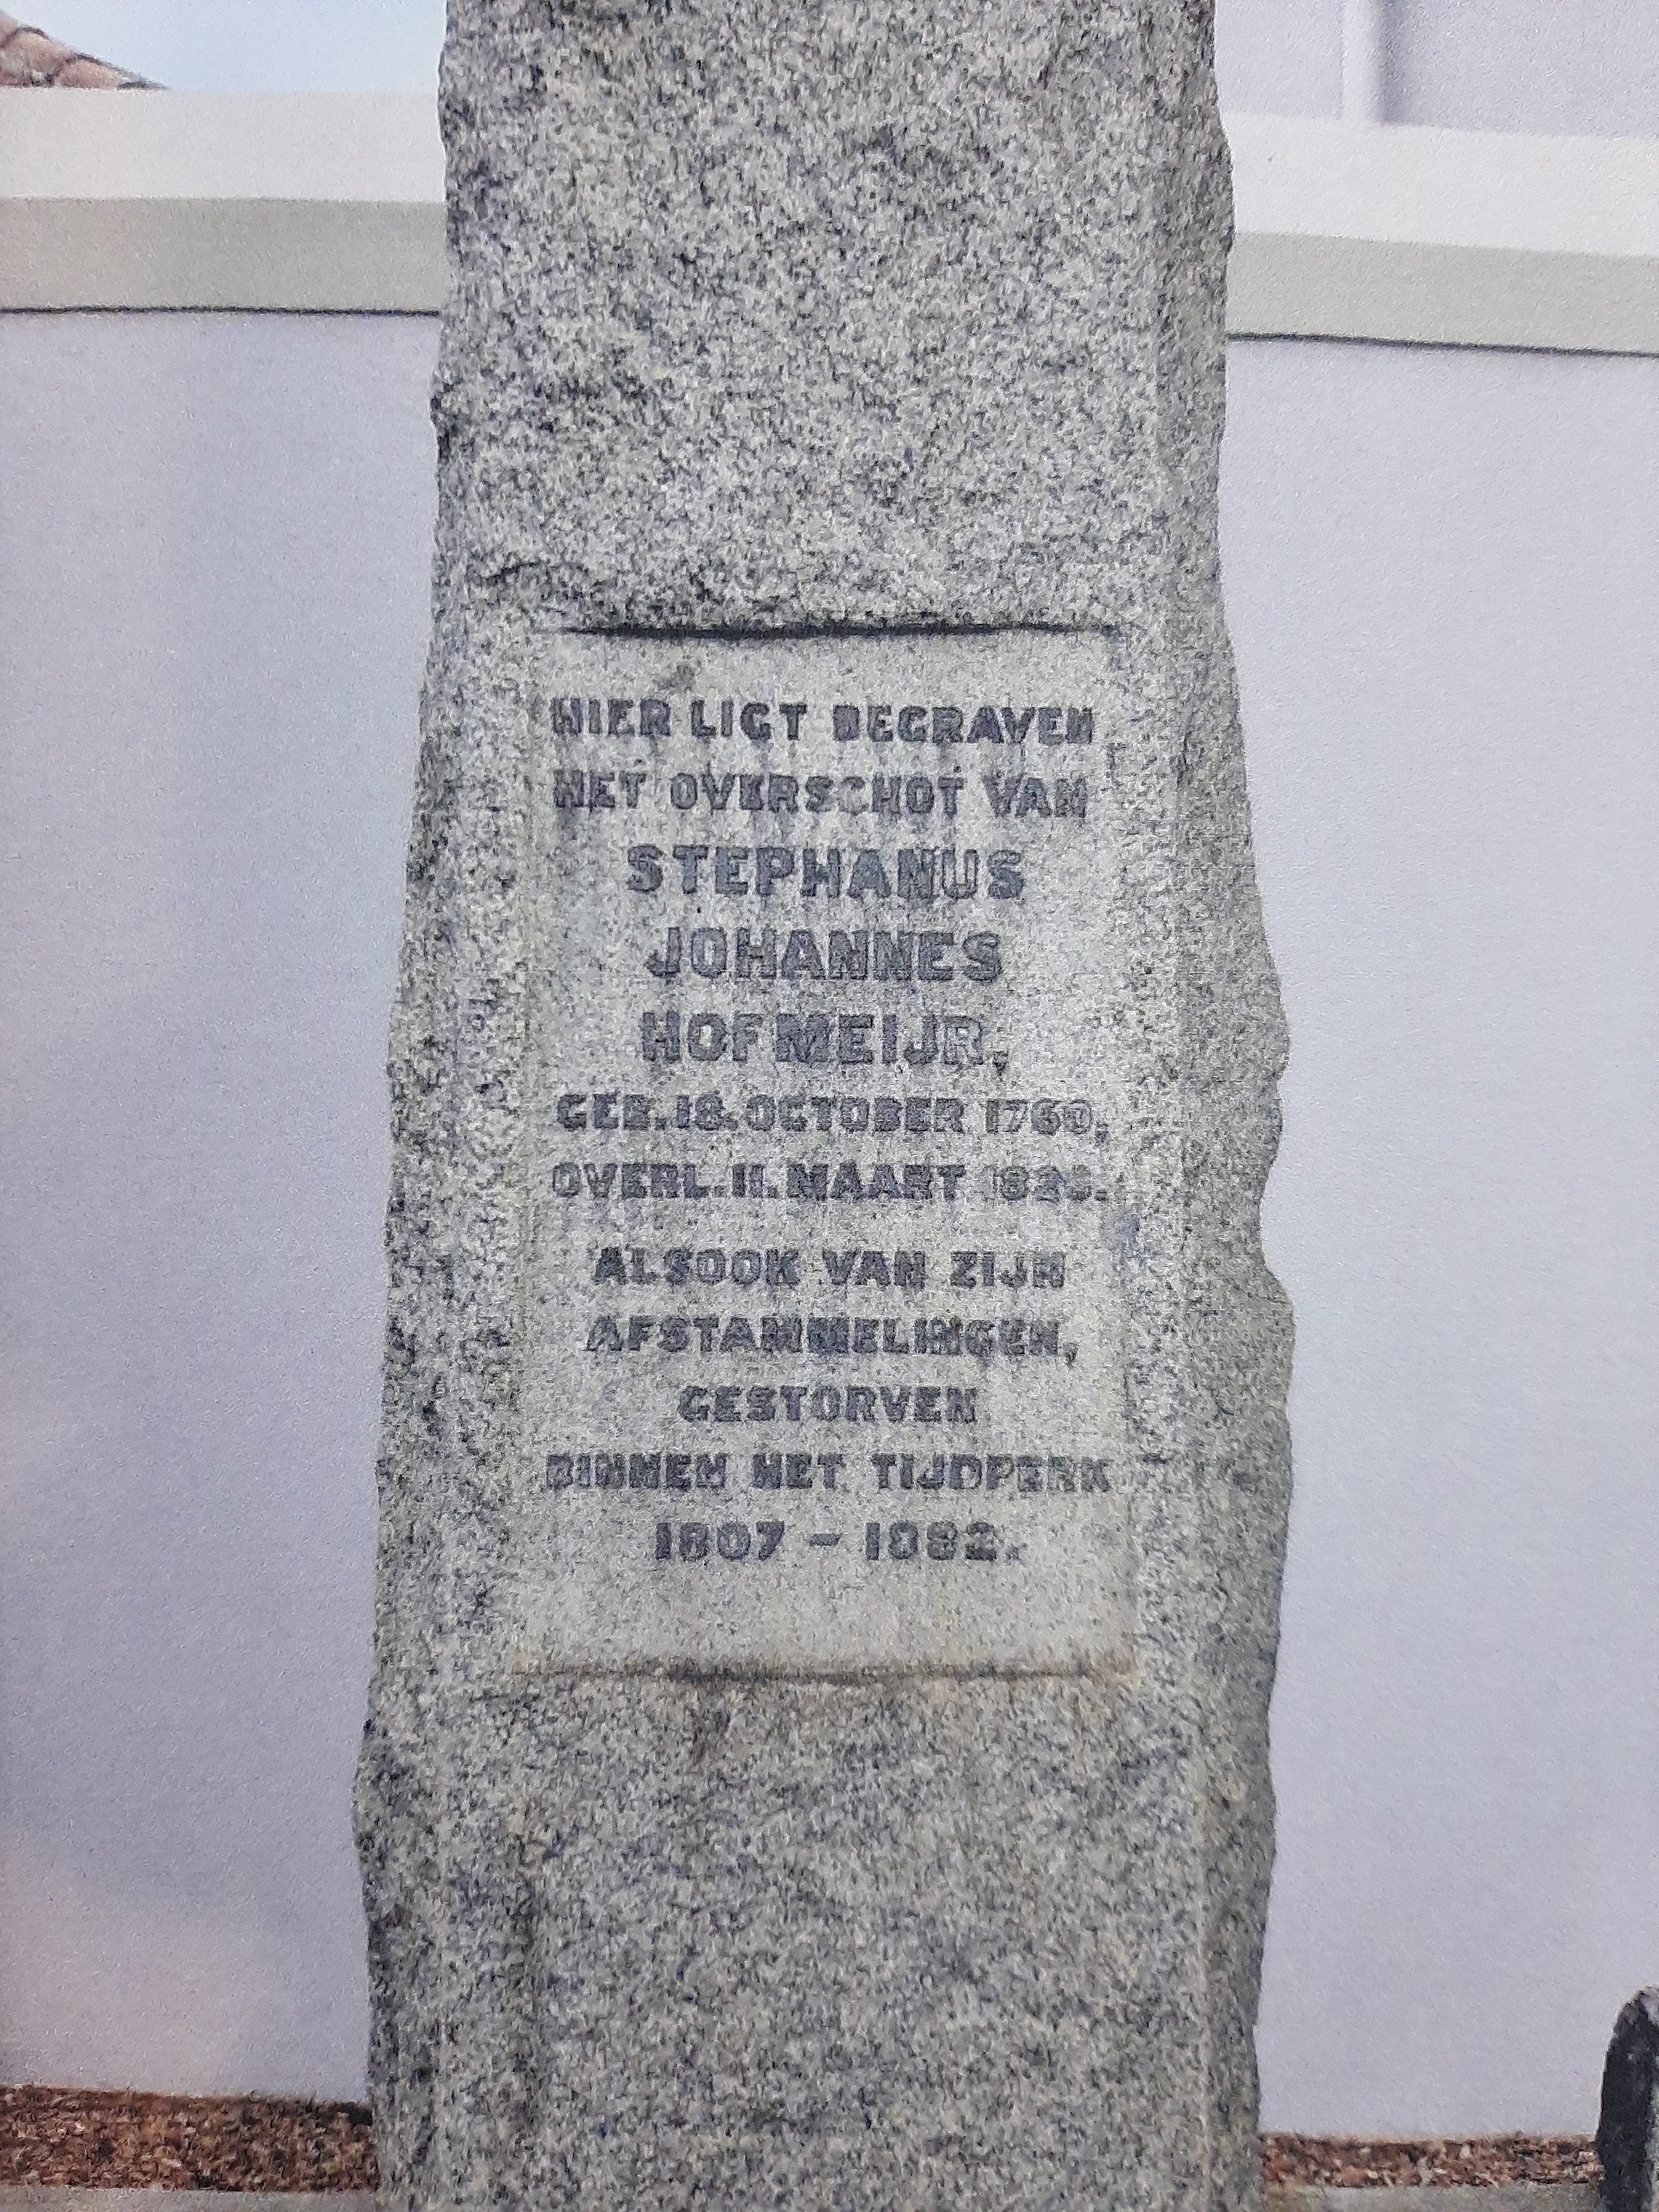 HIER LIGT BEGRAVEN
HET OVERSCHOT VAN
STEPHANUS
JOHANNES
HOFMEIJR,
GEB. 18. OCTOBER 1760,
OVERL. 11. MAART
ALSOOK VAN ZIJN
AFSTAMMELINGEN,
GESTORVEN
BINNEN HET TIJDPERK
1807 - 1882.